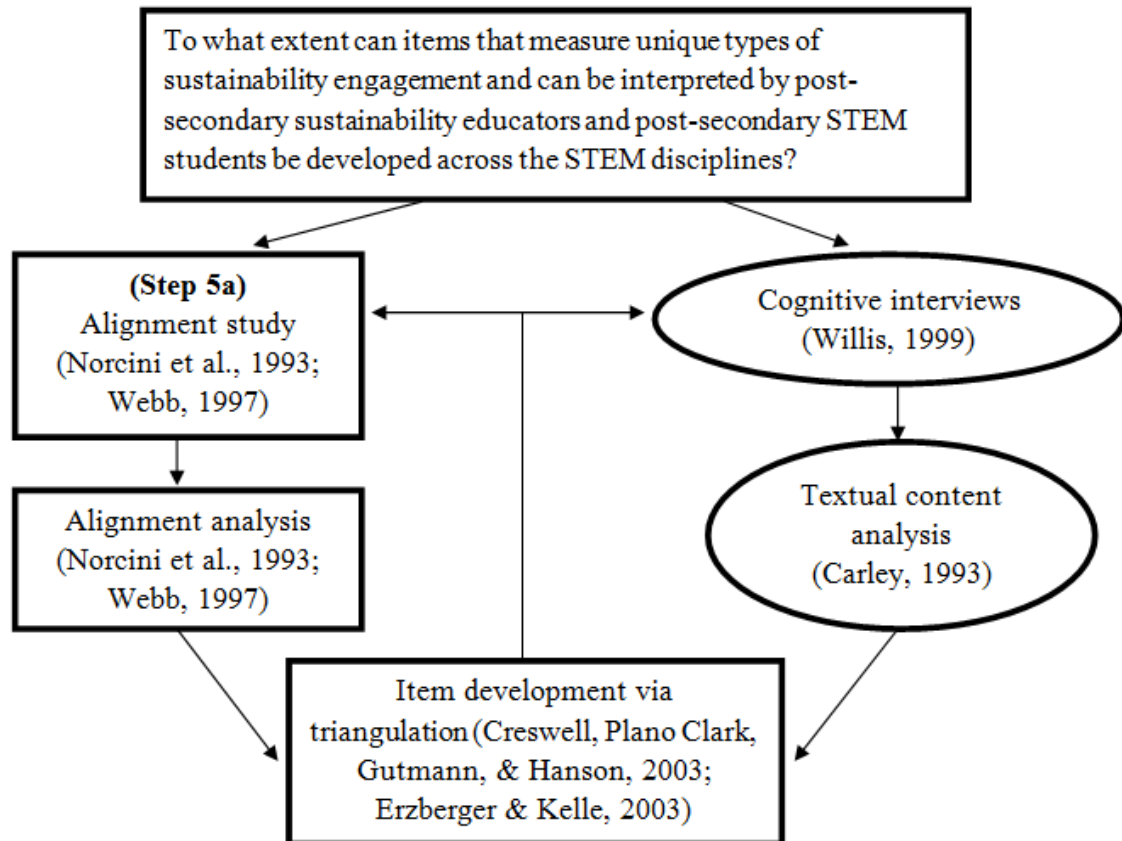 To what extent can items that measure unique types of
sustainability engagement and can be interpreted by post-
secondary sustainability educators and post-secondary STEM
students be developed across the STEM disciplines?
(Step 5a)
Alignment study
(Norcini et al., 1993;
Webb, 1997)
Cognitive interviews
(Willis, 1999)
Alignment analysis
(Norcini et al., 1993;
Webb, 1997)
Textual content
analysis
(Carley, 1993)
Item development via
triangulation (Creswell, Plano Clark,
Gutmann, & Hanson, 2003;
Erzberger & Kelle, 2003)